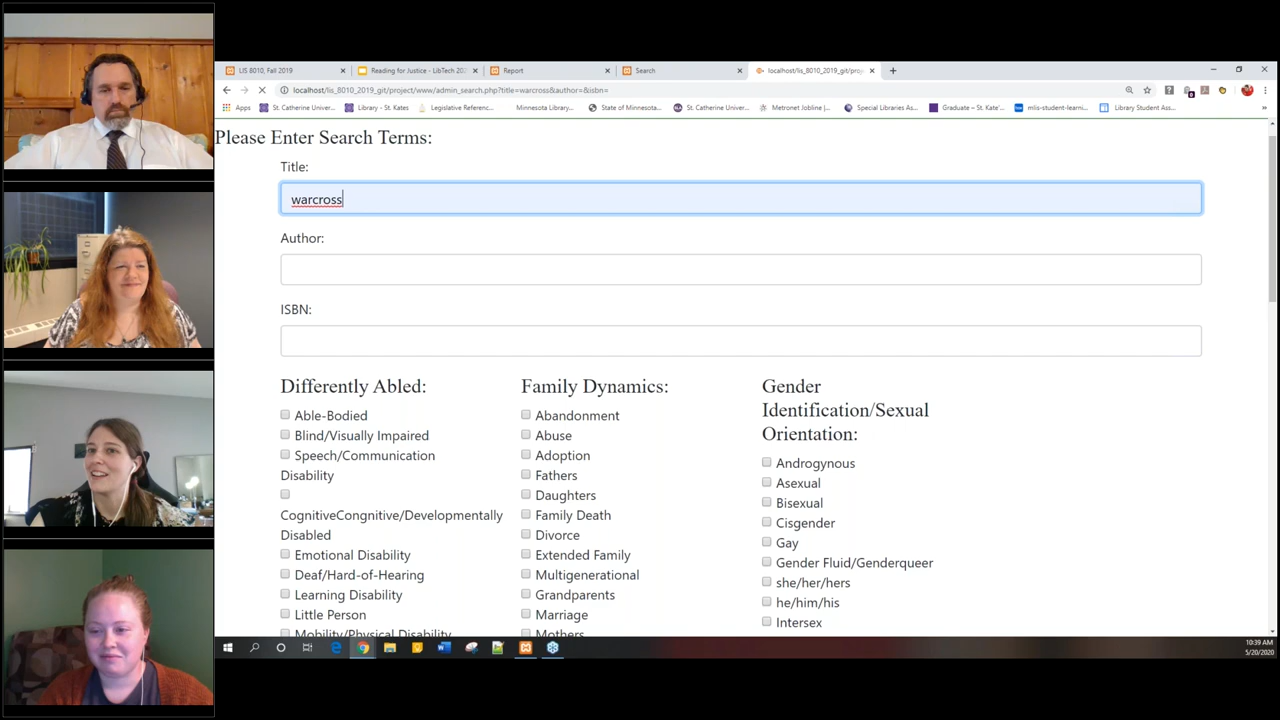 LIS 8010, Fall 2019
Reading for Justice - LibTech 202
Report
Search
localhost/lis_8010_2019_git/proj
localhost/lis_8010_2019_git/project/www/admin_search.php?title=warcross&author=&isbn=
Apps St. Catherine Univer... Library - St. Kates Legislative Referenc... Minnesota Library... State of Minnesota... St. Catherine Univer... Metronet Jobline |... Special Libraries As... Graduate – St. Kate'... mlis-student-learni... Library Student Ass...
Please Enter Search Terms:
Title:
warcross
Author:
ISBN:
Differently Abled:
Able-Bodied
Blind/Visually Impaired
Speech/Communication
Disability
CognitiveCongnitive/Developmentally
Disabled
Emotional Disability
Deaf/Hard-of-Hearing
Learning Disability
Little Person
Mobility/Physical Disability
Family Dynamics:
Abandonment
Abuse
Adoption
Fathers
Daughters
Family Death
Divorce
Extended Family
Multigenerational
Grandparents
Marriage
Mothers
Gender
Identification/Sexual
Orientation:
Androgynous
Asexual
Bisexual
Cisgender
Gay
Gender Fluid/Genderqueer
she/her/hers
he/him/his
Intersex
10:39 AM
5/20/2020